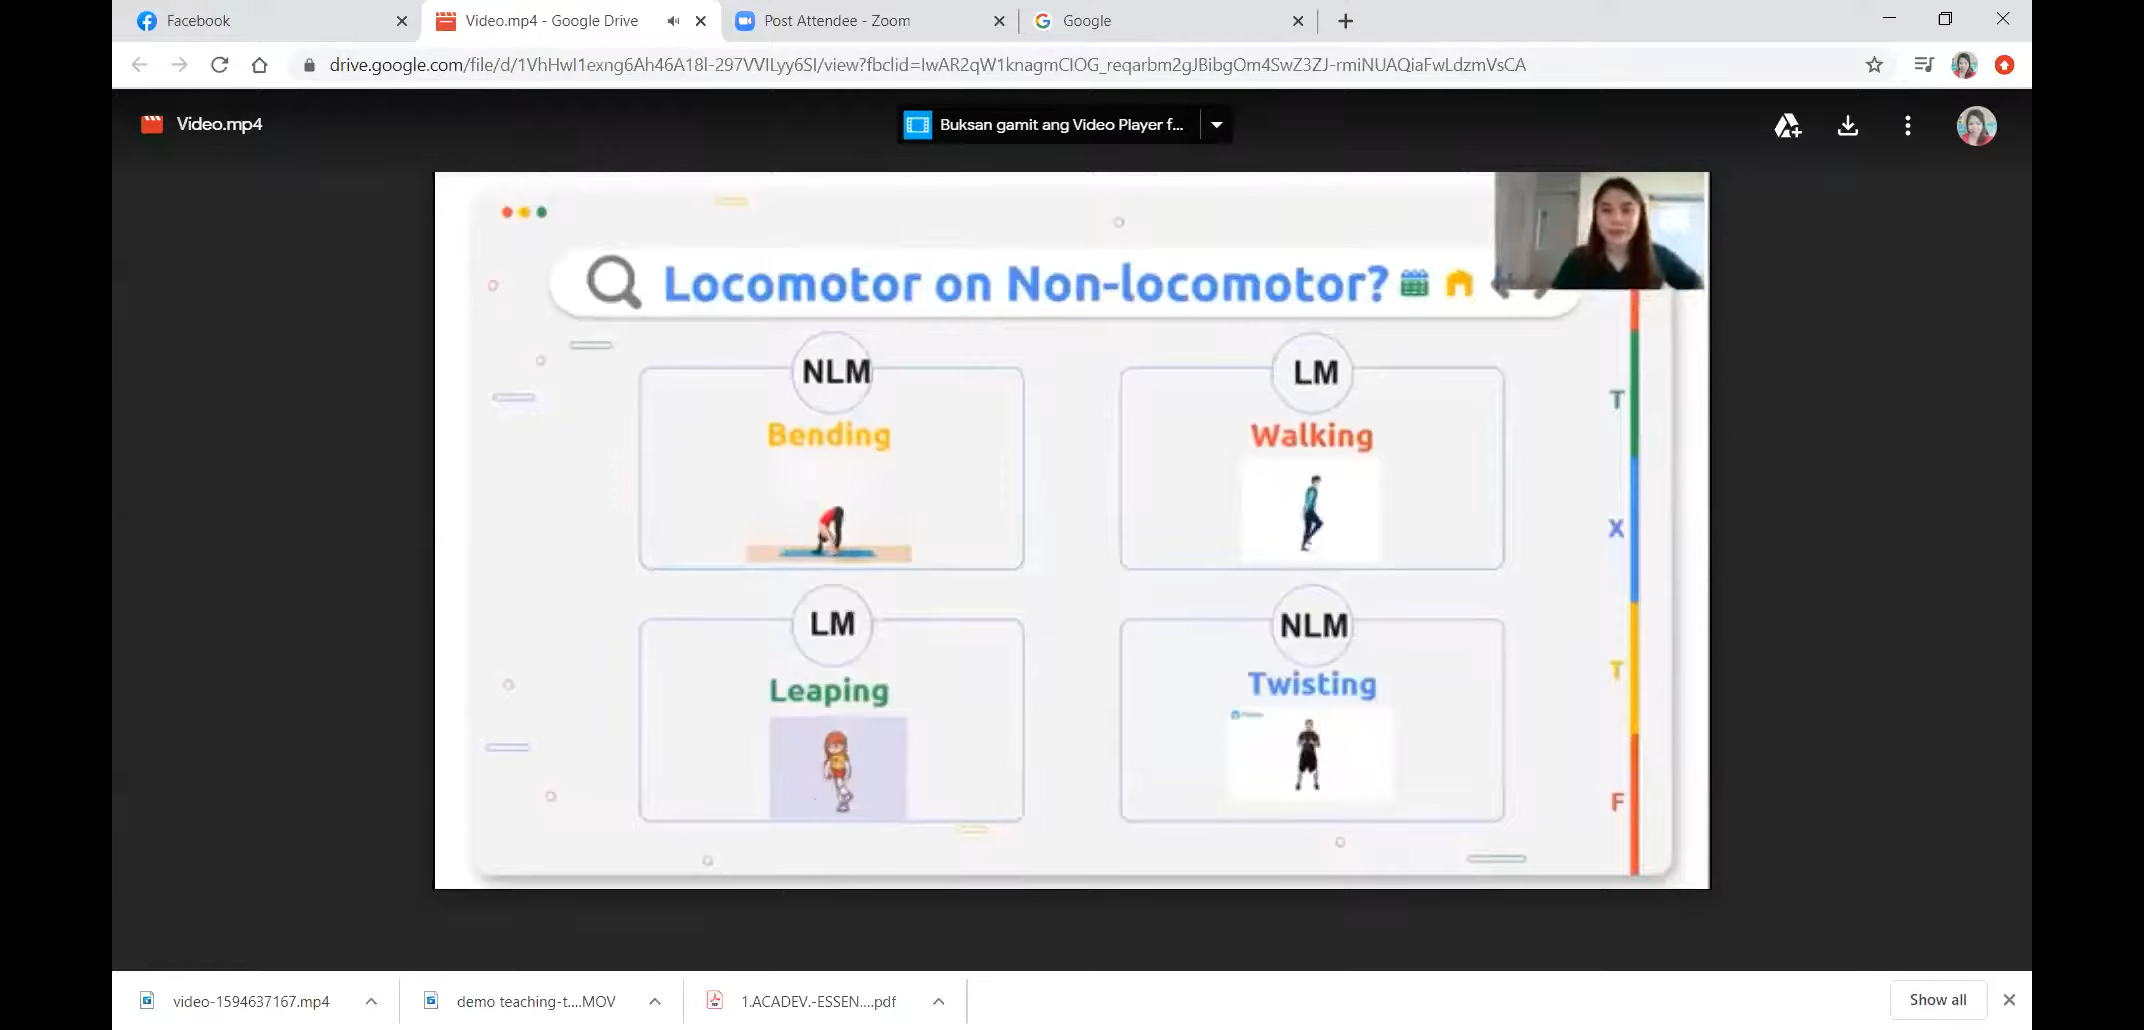 Facebook
Video.mp4 - Google Drive
Post Attendee - Zoom
Google
drive.google.com/file/d/1VhHwI1exng6Ah46A18I-297VVILyy6SI/view?fbclid=IwAR2qW1knagmCIOG_reqarbm2gJBibgOm4SwZ3ZJ-rmiNUAQiaFwLdzmVsCA
Video.mp4
Buksan gamit ang Video Player f...
Locomotor on Non-locomotor?
NLM
Bending
LM
Walking
LM
Leaping
NLM
Twisting
T
X
T
F
video-1594637167.mp4
demo teaching-t....MOV
1.ACADEV.-ESSEN....pdf
Show all